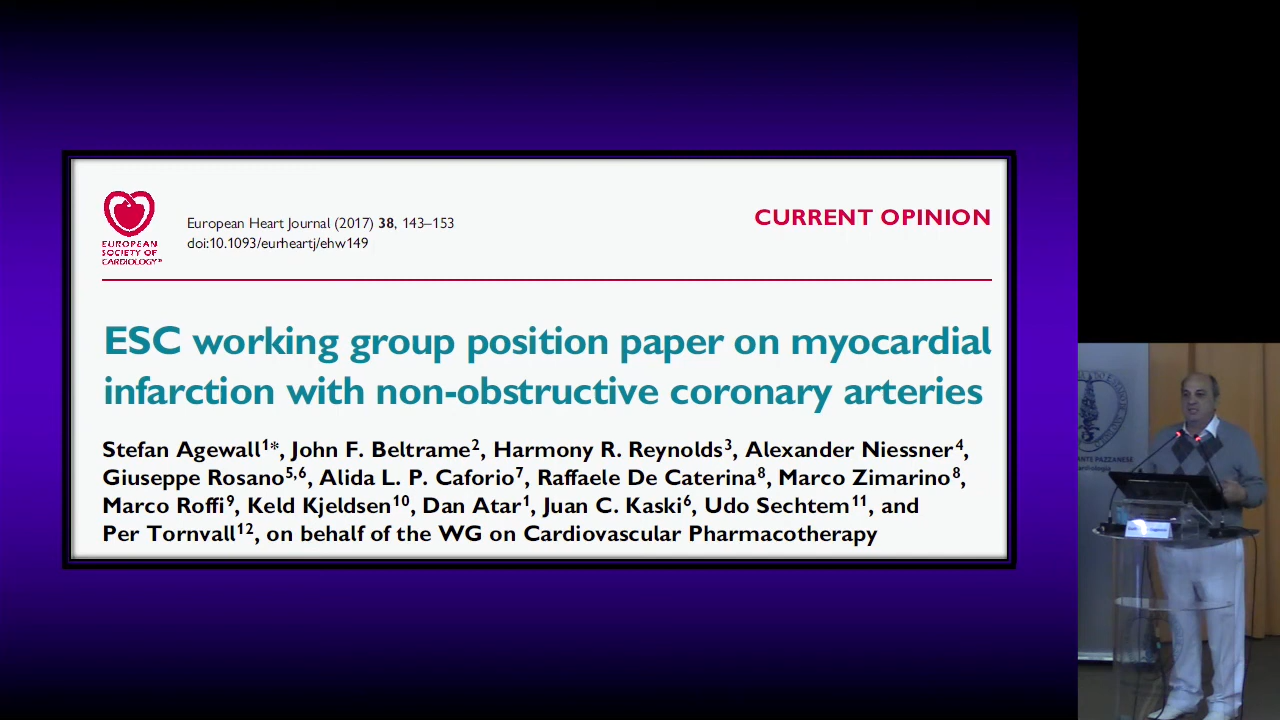 European Heart Journal (2017) 38, 143–153
doi:10.1093/eurheartj/ehw149
CURRENT OPINION
EUROPEAN
SOCIETY OF
CARDIOLOGY®
ESC working group position paper on myocardial
infarction with non-obstructive coronary arteries
Stefan Agewall1*, John F. Beltrame2, Harmony R. Reynolds3, Alexander Niessner4,
Giuseppe Rosano5,6, Alida L. P. Caforio7, Raffaele De Caterina8, Marco Zimarino8,
Marco Roffi9, Keld Kjeldsen10, Dan Atar1, Juan C. Kaski6, Udo Sechtem11, and
Per Tornvall12, on behalf of the WG on Cardiovascular Pharmacotherapy
ANTE PAZZANESE